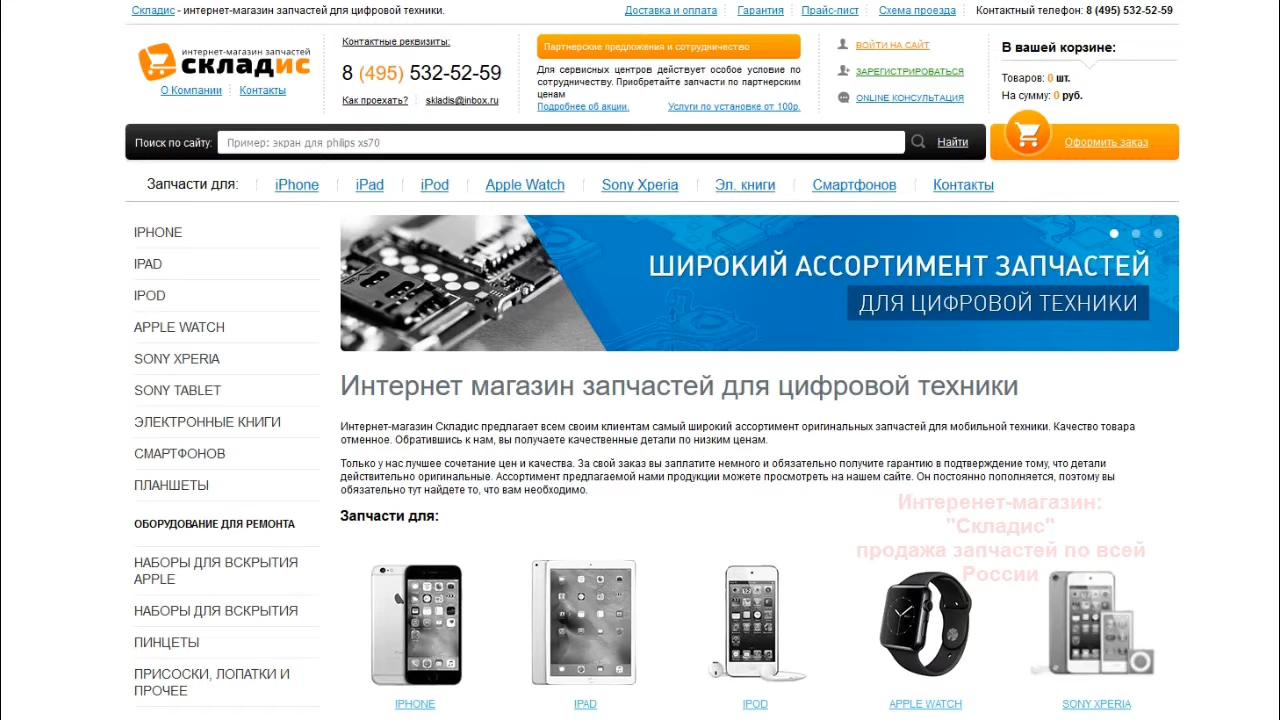 Складис - интернет-магазин запчастей для цифровой техники.
Доставка и оплата
Гарантия
Прайс-лист
Схема проезда
Контактный телефон: 8 (495) 532-52-59
интернет-магазин запчастей
складис
О Компании
Контакты
Контактные реквизиты:
8 (495) 532-52-59
Как проехать?
skladis@inbox.ru
Партнерские предложения и сотрудничество
Для сервисных центров действует особое условие по
сотрудничеству. Приобретайте запчасти по партнерским
ценам
Подробнее об акции.
Услуги по установке от 100р.
ВОЙТИ НА САЙТ
ЗАРЕГИСТРИРОВАТЬСЯ
ONLINE КОНСУЛЬТАЦИЯ
В вашей корзине:
Товаров: 0 шт.
На сумму: 0 руб.
Поиск по сайту:
Пример: экран для philips xs70
Найти
Оформить заказ
Запчасти для:
iPhone
iPad
iPod
Apple Watch
Sony Xperia
Эл. книги
Смартфонов
Контакты
IPHONE
IPAD
IPOD
APPLE WATCH
SONY XPERIA
SONY TABLET
ЭЛЕКТРОННЫЕ КНИГИ
СМАРТФОНОВ
ПЛАНШЕТЫ
ОБОРУДОВАНИЕ ДЛЯ РЕМОНТА
НАБОРЫ ДЛЯ ВСКРЫТИЯ
APPLE
НАБОРЫ ДЛЯ ВСКРЫТИЯ
ПИНЦЕТЫ
ПРИСОСКИ, ЛОПАТКИ И
ПРОЧЕЕ
ШИРОКИЙ АССОРТИМЕНТ ЗАПЧАСТЕЙ
ДЛЯ ЦИФРОВОЙ ТЕХНИКИ
Интернет магазин запчастей для цифровой техники
Интернет-магазин Складис предлагает всем своим клиентам самый широкий ассортимент оригинальных запчастей для мобильной техники. Качество товара
отменное. Обратившись к нам, вы получаете качественные детали по низким ценам.
Только у нас лучшее сочетание цен и качества. За свой заказ вы заплатите немного и обязательно получите гарантию в подтверждение тому, что детали
действительно оригинальные. Ассортимент предлагаемой нами продукции можете просмотреть на нашем сайте. Он постоянно пополняется, поэтому вы
обязательно тут найдете то, что вам необходимо.
Запчасти для:
Интеренет-магазин:
"Складис"
продажа запчастей по всей
России
IPHONE
IPAD
IPOD
APPLE WATCH
SONY XPERIA